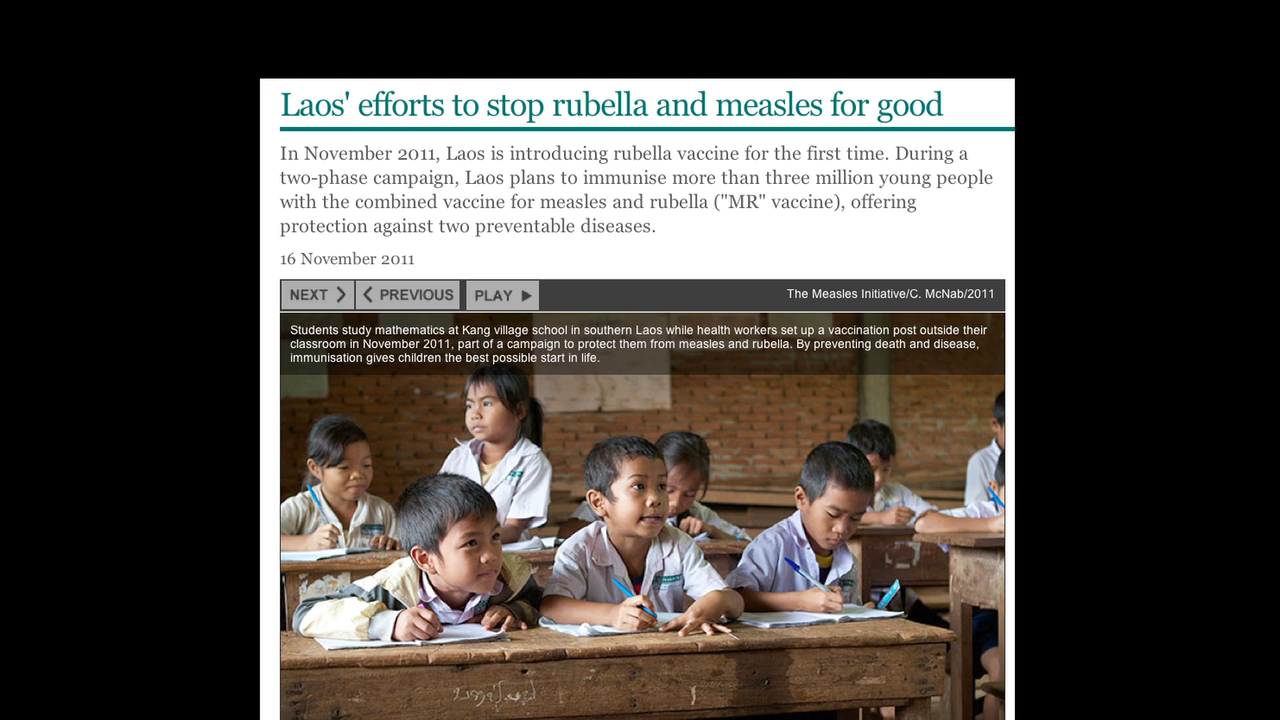 Laos' efforts to stop rubella and measles for good
In November 2011, Laos is introducing rubella vaccine for the first time. During a
two-phase campaign, Laos plans to immunise more than three million young people
with the combined vaccine for measles and rubella ("MR" vaccine), offering
protection against two preventable diseases.
16 November 2011
NEXT PREVIOUS PLAY The Measles Initiative/C. McNab/2011
Students study mathematics at Kang village school in southern Laos while health workers set up a vaccination post outside their
classroom in November 2011, part of a campaign to protect them from measles and rubella. By preventing death and disease,
immunisation gives children the best possible start in life.